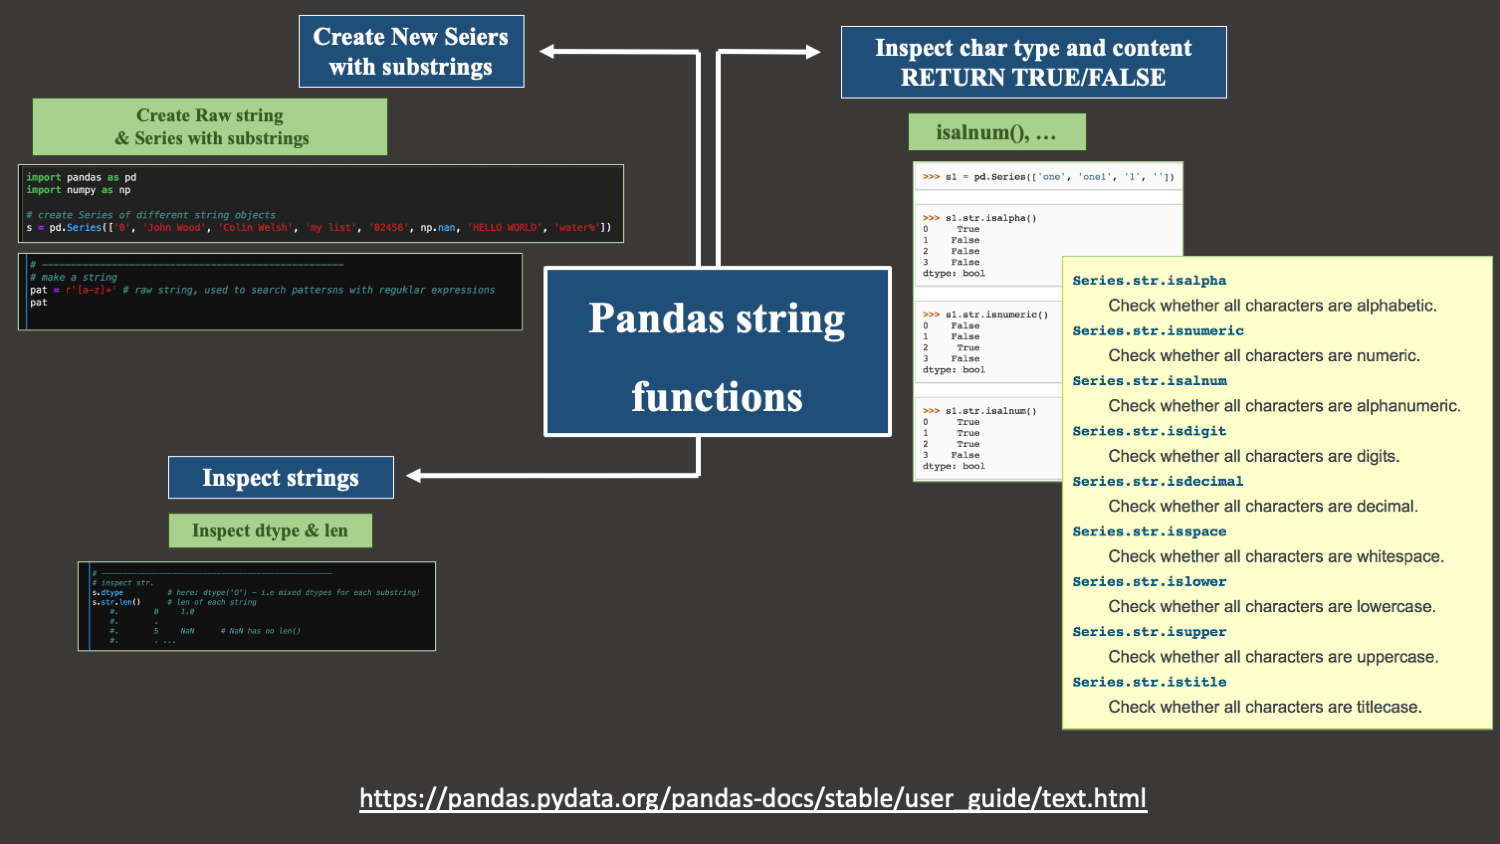 Create New Seiers
with substrings
Create Raw string
& Series with substrings
import pandas as pd
import numpy as np
# create Series of different string objects
s = pd.Series(['0', 'John Wood', 'Colin Welsh', 'my list', '02456', np.nan, 'HELLO WORLD', 'water%'])
# ----------------------------------------------------
# make a string
pat = r'[a-z]+' # raw string, used to search pattersns with reguklar expressions
pat
Inspect char type and content
RETURN TRUE/FALSE
isalnum(), …
>>> s1 = pd.Series(['one', 'one1', '1', ''])
>>> s1.str.isalpha()
0 True
1 False
2 False
3 False
dtype: bool
>>> s1.str.isnumeric()
0 False
1 False
2 True
3 False
dtype: bool
>>> s1.str.isalnum()
0 True
1 True
2 True
3 False
dtype: bool
Series.str.isalpha
Check whether all characters are alphabetic.
Series.str.isnumeric
Check whether all characters are numeric.
Series.str.isalnum
Check whether all characters are alphanumeric.
Series.str.isdigit
Check whether all characters are digits.
Series.str.isdecimal
Check whether all characters are decimal.
Series.str.isspace
Check whether all characters are whitespace.
Series.str.islower
Check whether all characters are lowercase.
Series.str.isupper
Check whether all characters are uppercase.
Series.str.istitle
Check whether all characters are titlecase.
Pandas string
functions
Inspect strings
Inspect dtype & len
# ----------------------------------------------------
# inspect str.
s.dtype # here: dtype('O') - i.e mixed dtypes for each substring!
s.str.len() # len of each string
#. 0 1.0
#. .
#. 5 NaN # NaN has no len()
#. . ...
https://pandas.pydata.org/pandas-docs/stable/user_guide/text.html